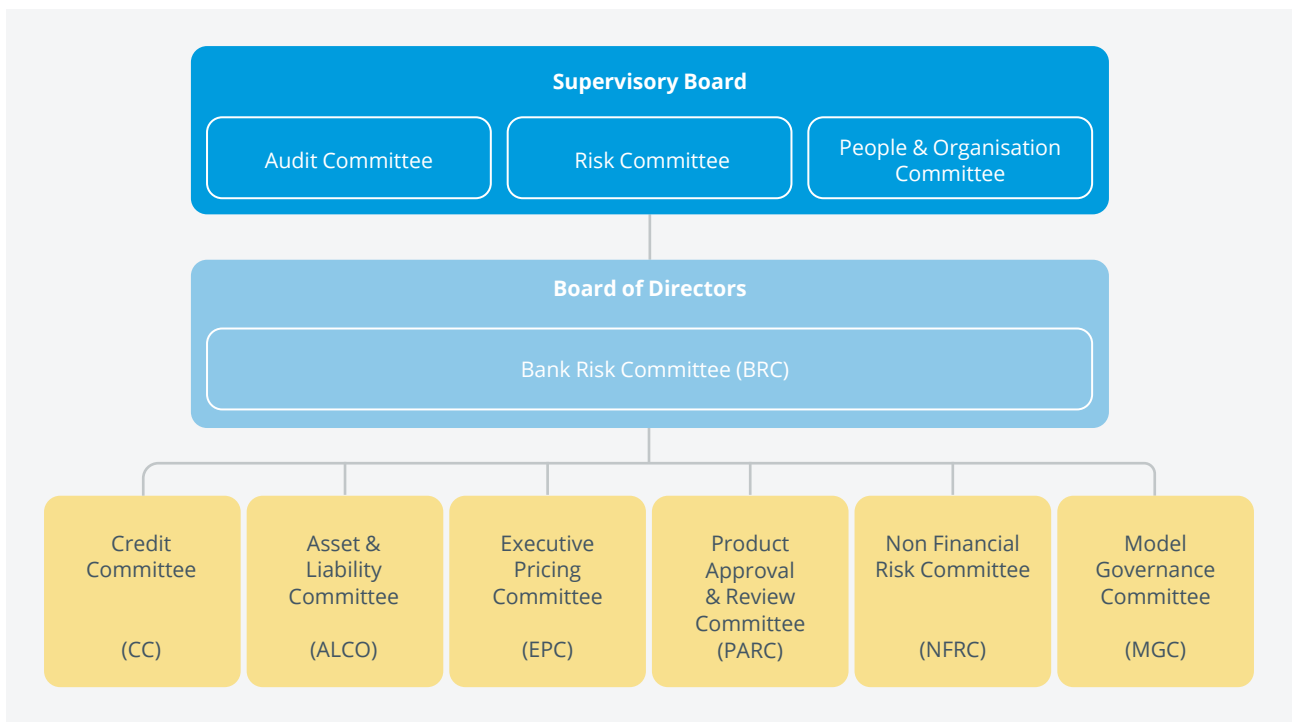 Supervisory Board
Audit Committee
Risk Committee
People & Organisation
Committee
Board of Directors
Bank Risk Committee (BRC)
Credit
Committee
(CC)
Asset &
Liability
Committee
(ALCO)
Executive
Pricing
Committee
(EPC)
Product
Approval
& Review
Committee
(PARC)
Non Financial
Risk Committee
(NFRC)
Model
Governance
Committee
(MGC)